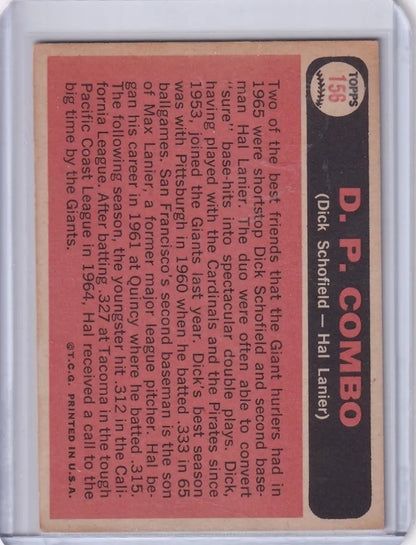 TOPPS
156
D. P. COMBO
(Dick Schofield — Hal Lanier)
Two of the best friends that the Giant hurlers had in
1965 were shortstop Dick Schofield and second base-
man Hal Lanier. The duo were often able to convert
"sure" base-hits into spectacular double plays. Dick,
having played with the Cardinals and the Pirates since
1953, joined the Giants last year. Dick's best season
was with Pittsburgh in 1960 when he batted .333 in 65
ballgames. San Francisco's second baseman is the son
of Max Lanier, a former major league pitcher. Hal be-
gan his career in 1961 at Quincy where he batted .315.
The following season, the youngster hit .312 in the Cali-
fornia League. After batting .327 at Tacoma in the tough
Pacific Coast League in 1964, Hal received a call to the
big time by the Giants.
©T.C.G. PRINTED IN U.S.A.